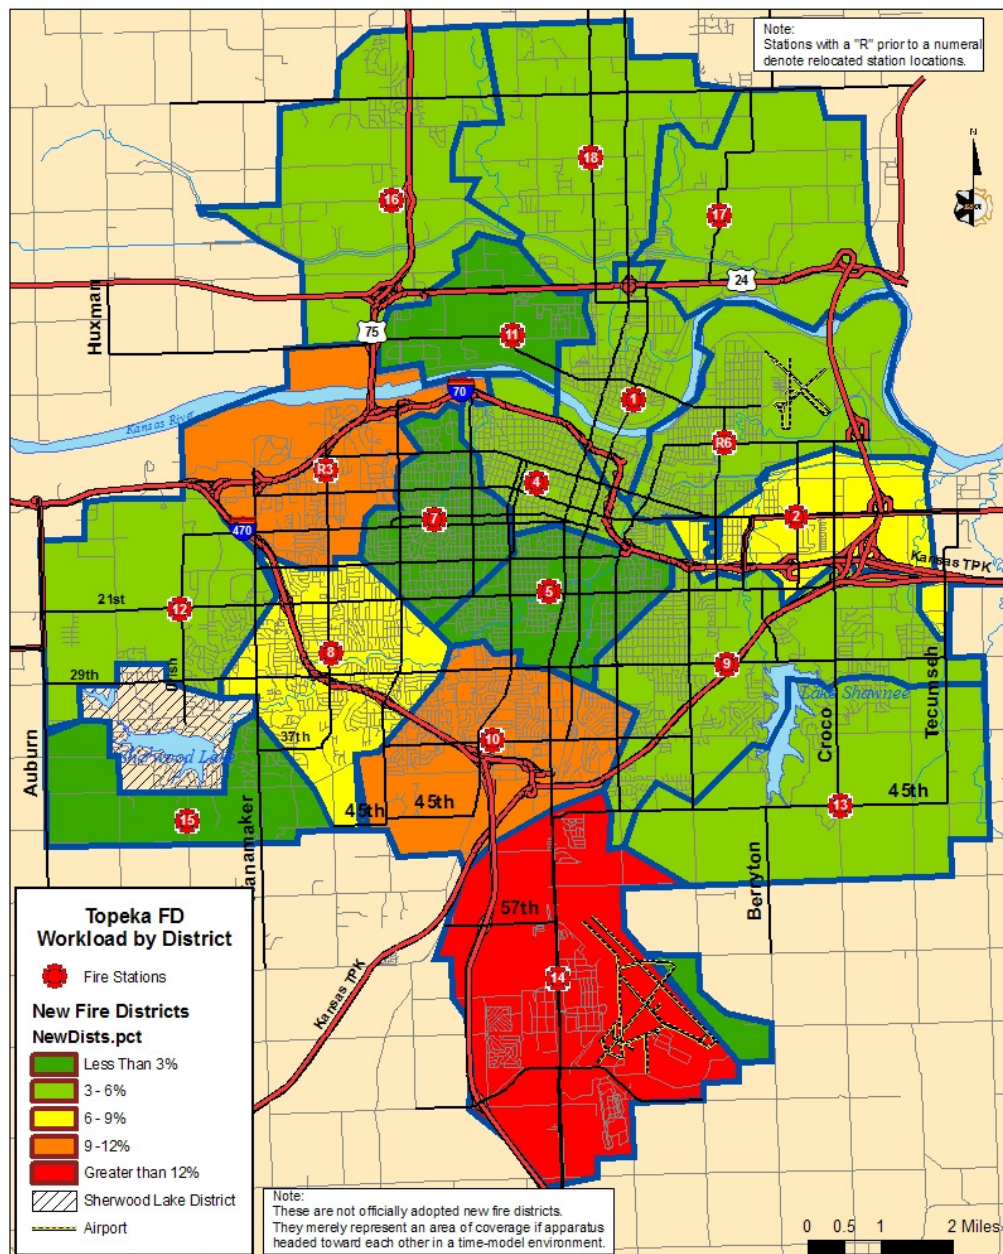 Note:
Stations with a "R" prior to a numeral
denote relocated station locations.
N
18
16
17
24
Huxman
75
11
70
1
Kansas River
R6
R3
4
7
2
470
Kansas TPK
21st
12
5
8
9
29th
Urish
Lake Shawnee
Croco
Tecumseh
37th
10
Sherwood Lake
Auburn
45th
45th
45th
13
15
anamaker
Berryton
57th
14
Kansas TPK
Topeka FD
Workload by District
Fire Stations
New Fire Districts
NewDists.pct
Less Than 3%
3 - 6%
6 - 9%
9 -12%
Greater than 12%
Sherwood Lake District
Airport
Note:
These are not officially adopted new fire districts.
They merely represent an area of coverage if apparatus
headed toward each other in a time-model environment.
0 0.5 1 2 Miles